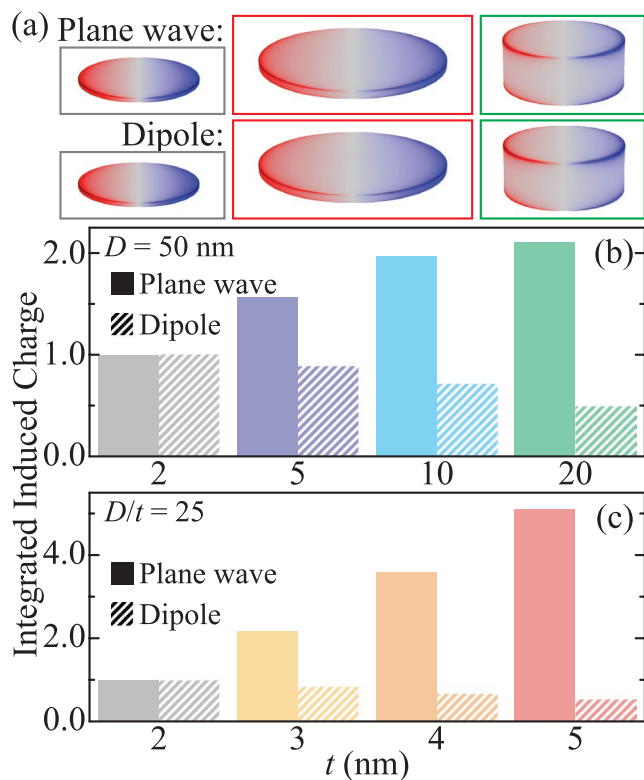 (a) Plane wave:
Dipole:
Integrated Induced Charge
D = 50 nm (b)
Plane wave
Dipole
2.0
1.0
0.0
2 5 10 20
D/t = 25 (c)
Plane wave
Dipole
4.0
2.0
0.0
2 3 4 5
t (nm)